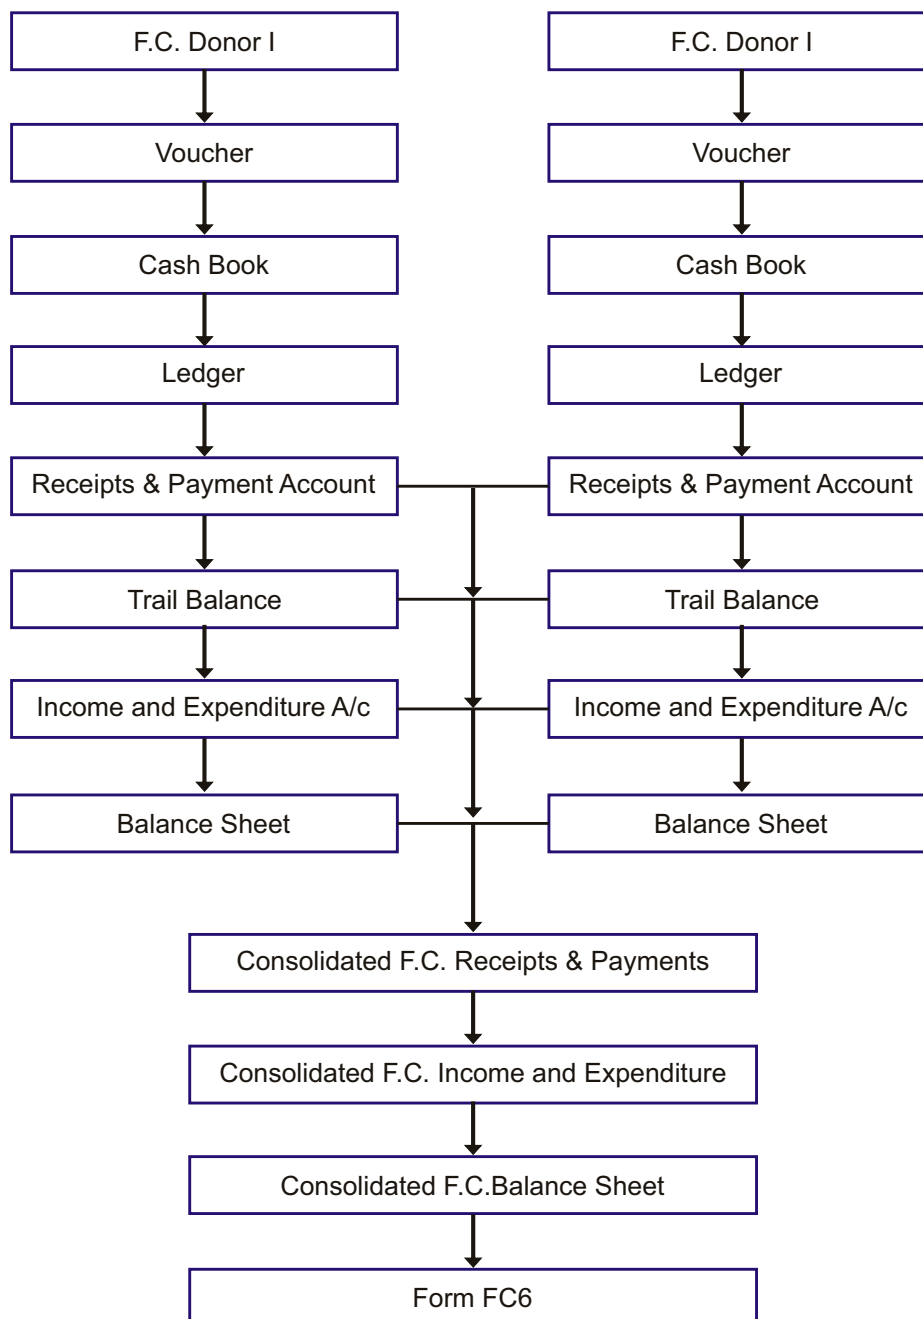 F.C. Donor I
F.C. Donor I
Voucher
Voucher
Cash Book
Cash Book
Ledger
Ledger
Receipts & Payment Account
Receipts & Payment Account
Trail Balance
Trail Balance
Income and Expenditure A/c
Income and Expenditure A/c
Balance Sheet
Balance Sheet
Consolidated F.C. Receipts & Payments
Consolidated F.C. Income and Expenditure
Consolidated F.C.Balance Sheet
Form FC6